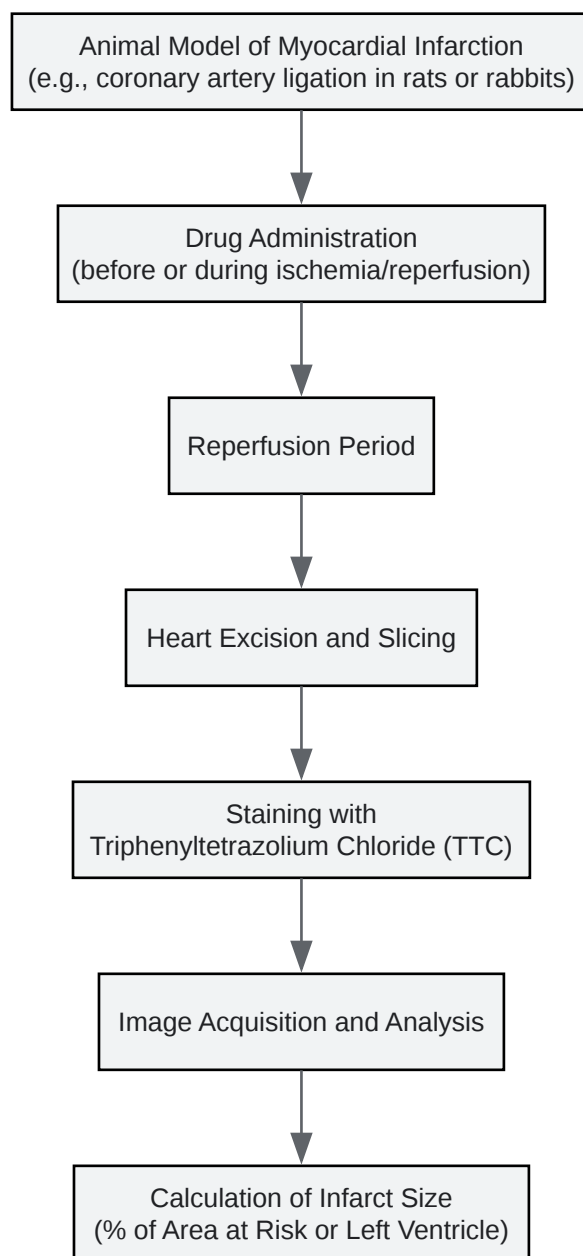 Animal Model of Myocardial Infarction
(e.g., coronary artery ligation in rats or rabbits)
Drug Administration
(before or during ischemia/reperfusion)
Reperfusion Period
Heart Excision and Slicing
Staining with
Triphenyltetrazolium Chloride (TTC)
Image Acquisition and Analysis
Calculation of Infarct Size
(% of Area at Risk or Left Ventricle)